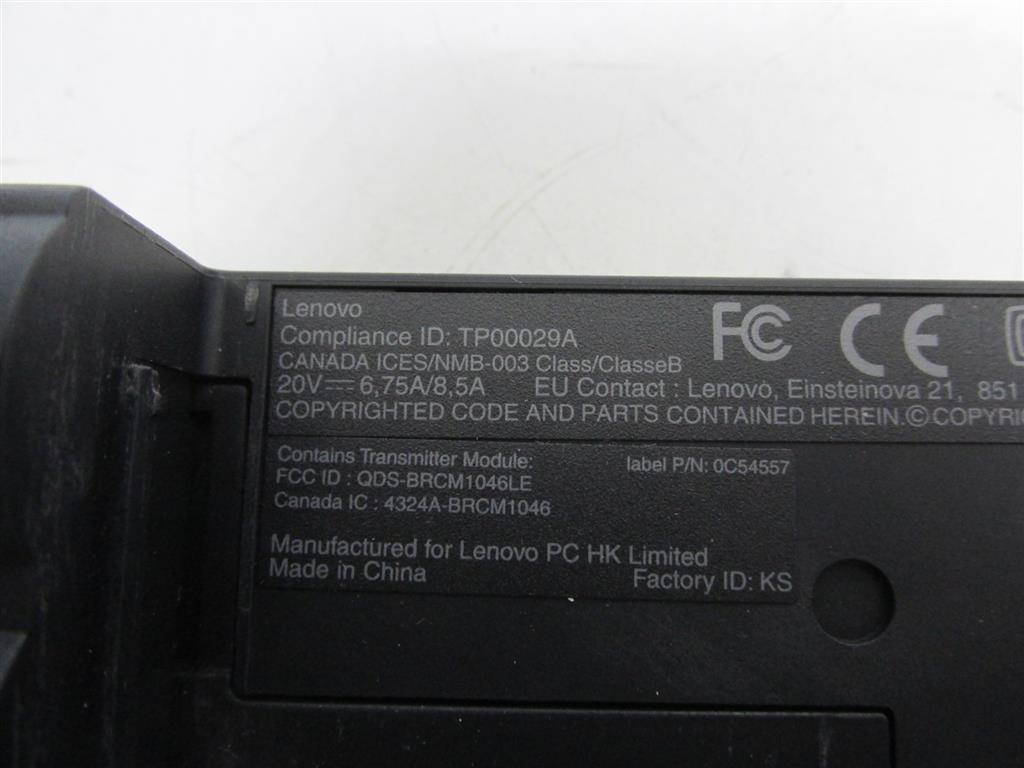 Lenovo
Compliance ID: TP00029A
CANADA ICES/NMB-003 Class/ClasseB
20V⎓6,75A/8,5A EU Contact : Lenovo, Einsteinova 21, 851
COPYRIGHTED CODE AND PARTS CONTAINED HEREIN.©COPYRIG
FC CE
Contains Transmitter Module: label P/N: 0C54557
FCC ID : QDS-BRCM1046LE
Canada IC : 4324A-BRCM1046
Manufactured for Lenovo PC HK Limited
Made in China Factory ID: KS